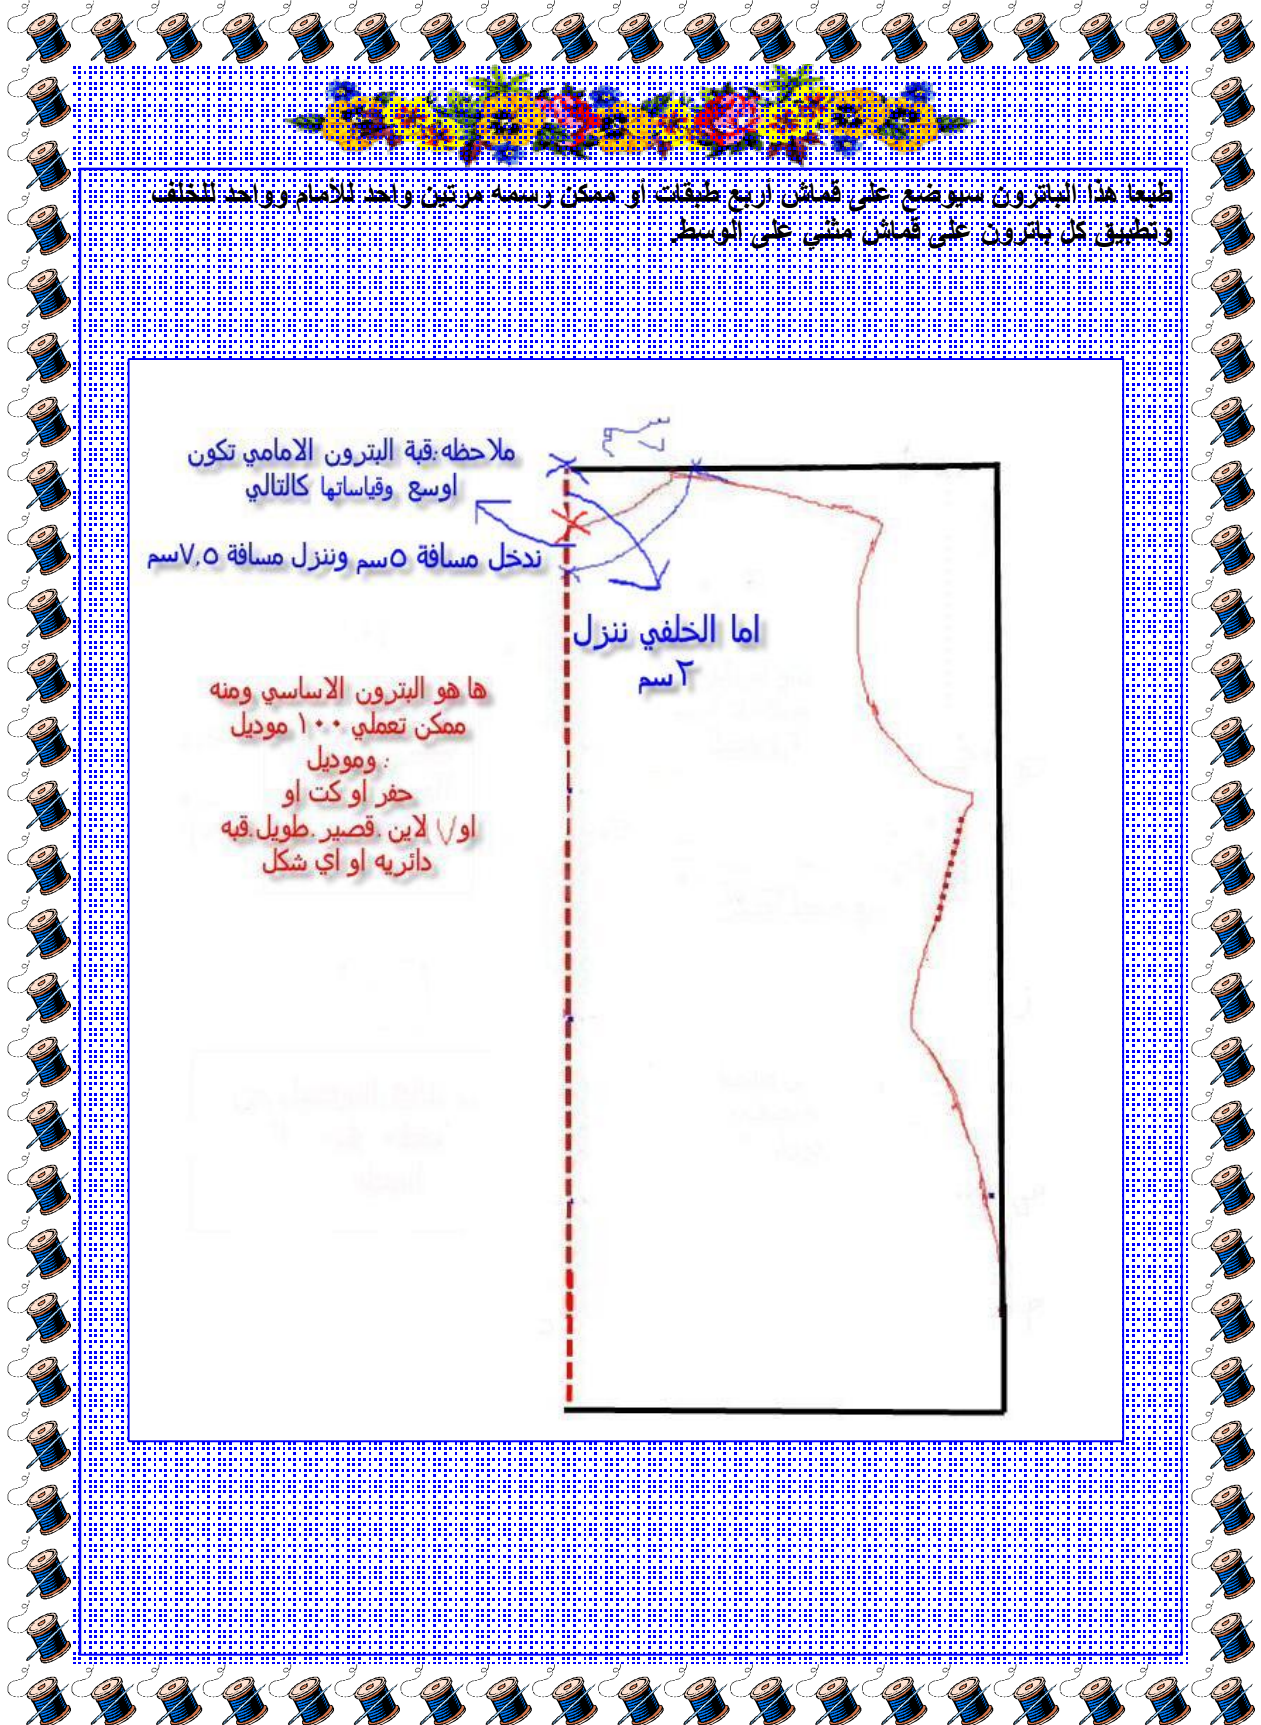 طبعا هذا الباترون سيوضع على قماش اربع طبقات او ممكن رسمه مرتين واحد للأمام وواحد للخلف
وتطبيق كل باترون على قماش مثني على الوسط.
ملاحظه:قبة البترون الامامي تكون
اوسع وقياساتها كالتالي
ندخل مسافة ٥سم وننزل مسافة ٧,٥سم
اما الخلفي ننزل
٢سم
ها هو البترون الاساسي ومنه
ممكن تعملي ١٠٠ موديل
وموديل :
حفر او كت او
او V لاين .قصير .طويل.قبه
دائريه او اي شكل